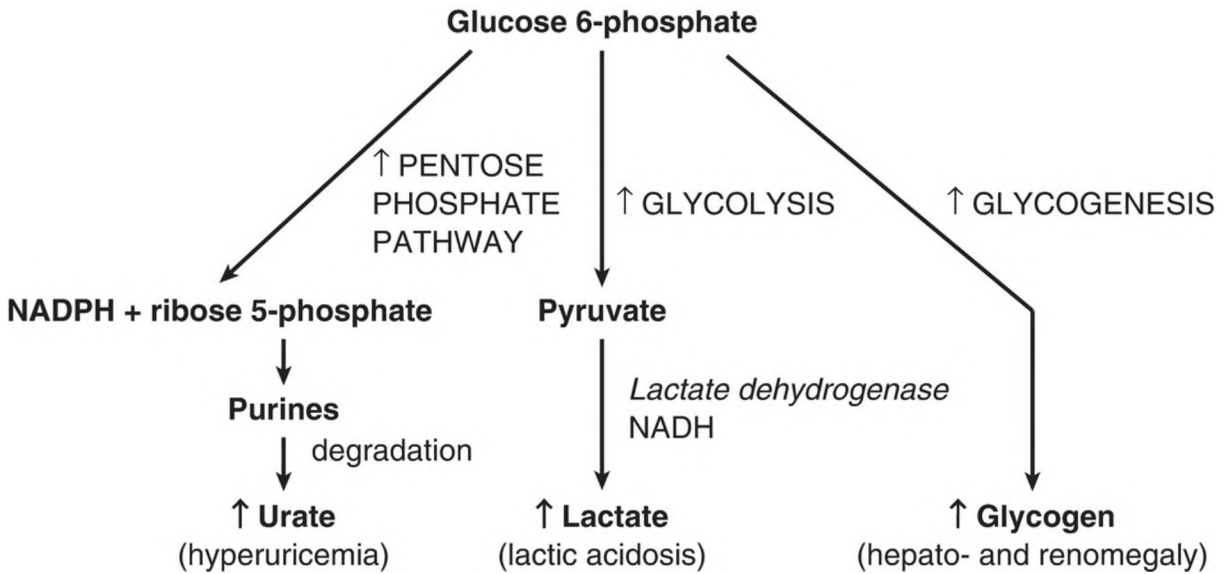 Glucose 6-phosphate
↑ PENTOSE
PHOSPHATE
PATHWAY
↑ GLYCOLYSIS
↑ GLYCOGENESIS
NADPH + ribose 5-phosphate
Pyruvate
Lactate dehydrogenase
NADH
Purines
degradation
↑ Urate
(hyperuricemia)
↑ Lactate
(lactic acidosis)
↑ Glycogen
(hepato- and renomegaly)